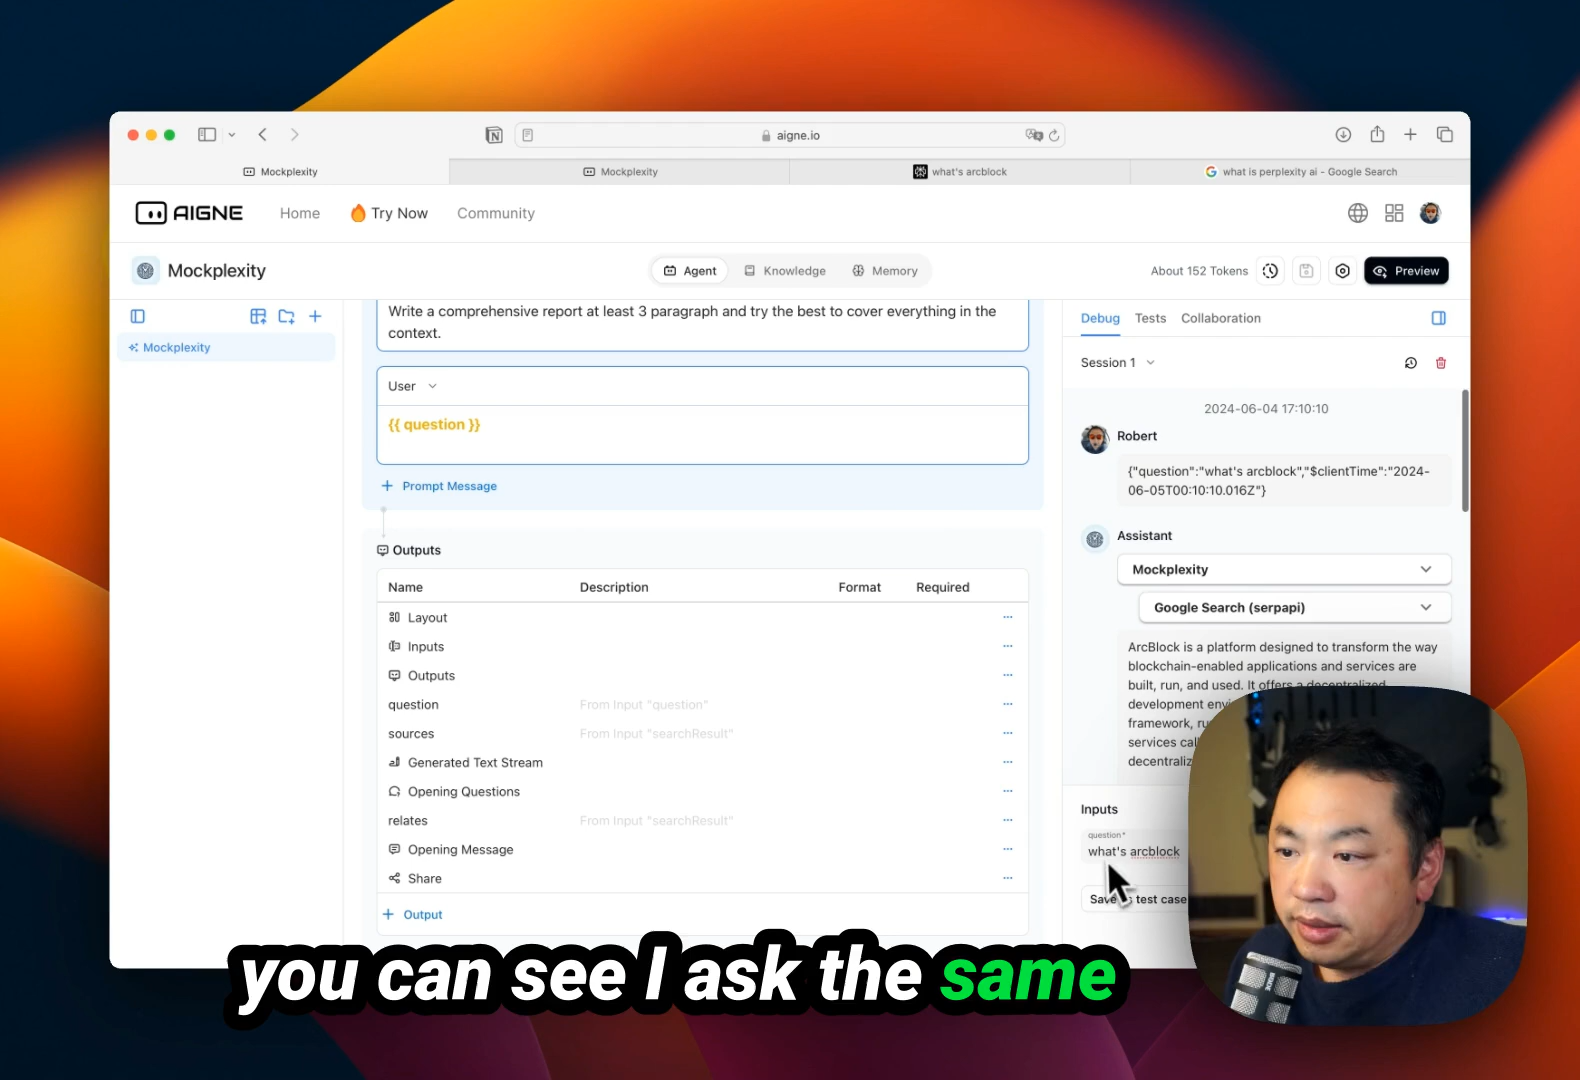 aigne.io
Mockplexity
Mockplexity
what's arcblock
what is perplexity ai - Google Search
AIGNE
Home
Try Now
Community
Mockplexity
Agent
Knowledge
Memory
About 152 Tokens
Preview
Mockplexity
Write a comprehensive report at least 3 paragraph and try the best to cover everything in the
context.
User
{{ question }}
Prompt Message
Outputs
Name Description Format Required
Layout
Inputs
Outputs
question From Input "question"
sources From Input "searchResult"
Generated Text Stream
Opening Questions
relates From Input "searchResult"
Opening Message
Share
Output
Debug Tests Collaboration
Session 1
2024-06-04 17:10:10
Robert
{"question":"what's arcblock","$clientTime":"2024-
06-05T00:10:10.016Z"}
Assistant
Mockplexity
Google Search (serpapi)
ArcBlock is a platform designed to transform the way
blockchain-enabled applications and services are
built, run, and used. It offers a decentralized
development
framework,
services
Inputs
question*
what's arcblock
test case
you can see I ask the same